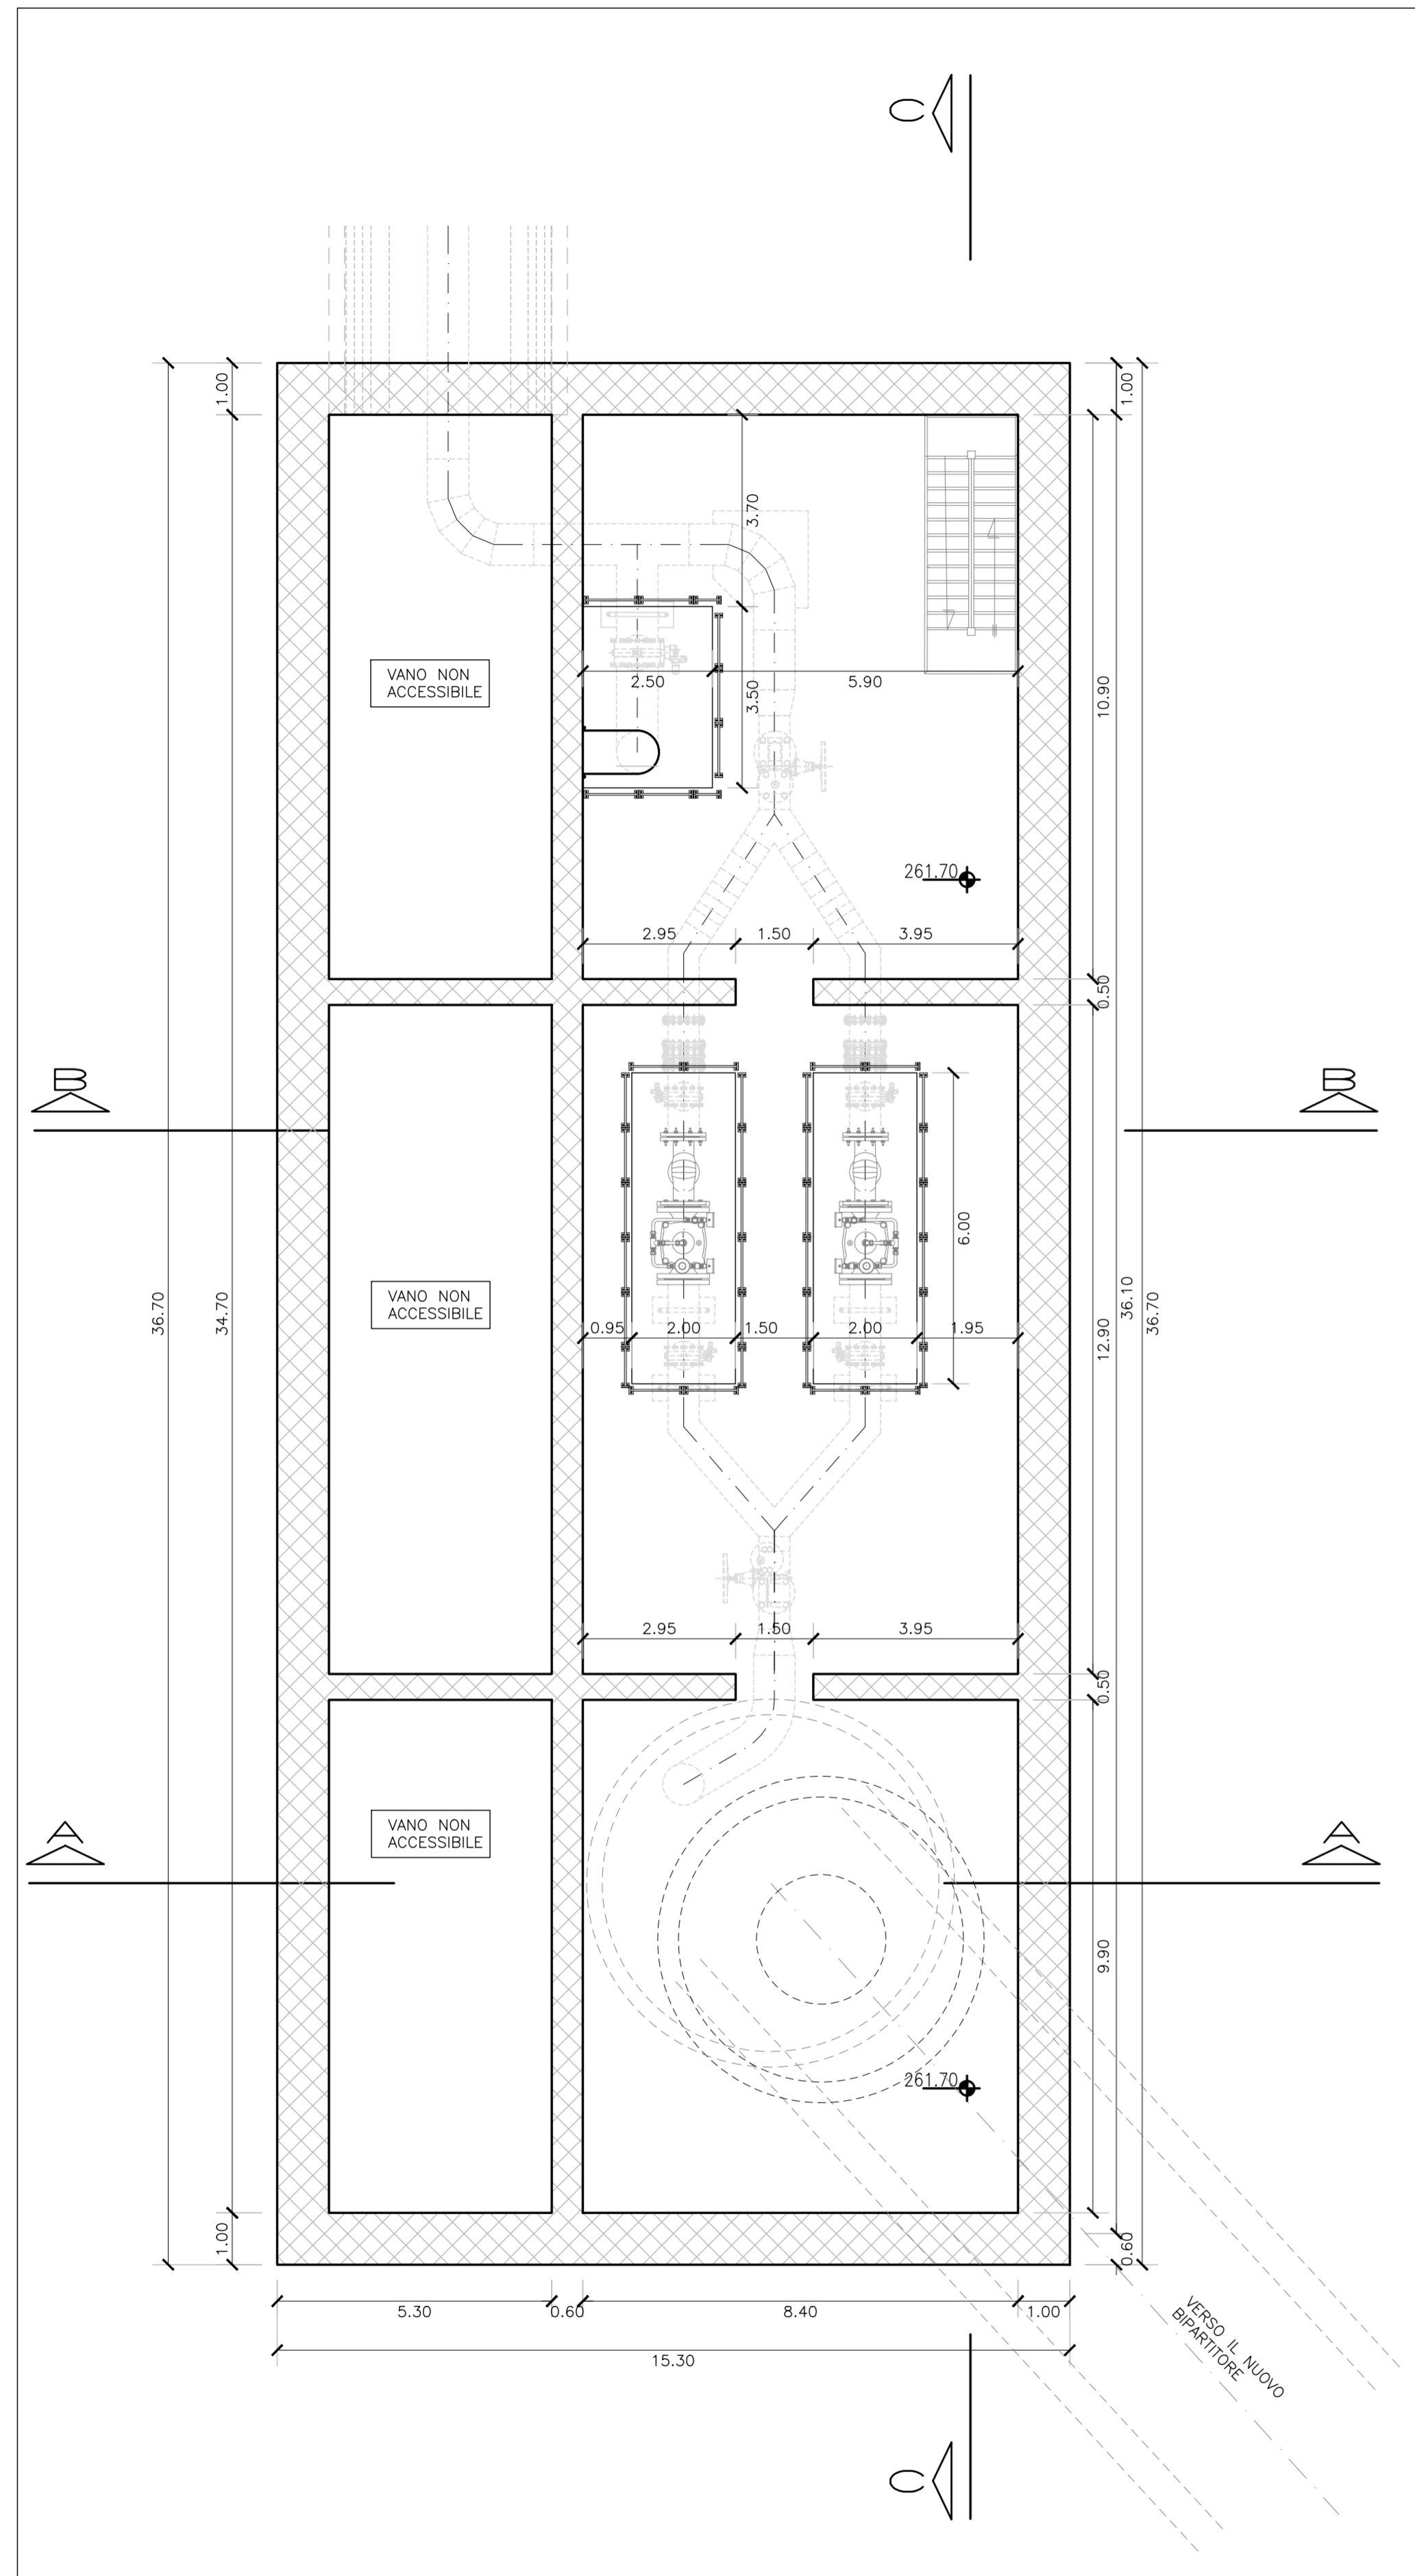 C
1.00
1.00
3.70
VANO NON
ACCESSIBILE
2.50
5.90
3.50
10.90
261.70
2.95
1.50
3.95
0.50
B
B
6.00
36.70
34.70
VANO NON
ACCESSIBILE
0.95
2.00
1.50
2.00
1.95
12.90
36.10
36.70
2.95
1.50
3.95
0.50
A
VANO NON
ACCESSIBILE
A
9.90
261.70
1.00
0.60
5.30
0.60
8.40
1.00
15.30
VERSO IL NUOVO
BIPARTITORE
C